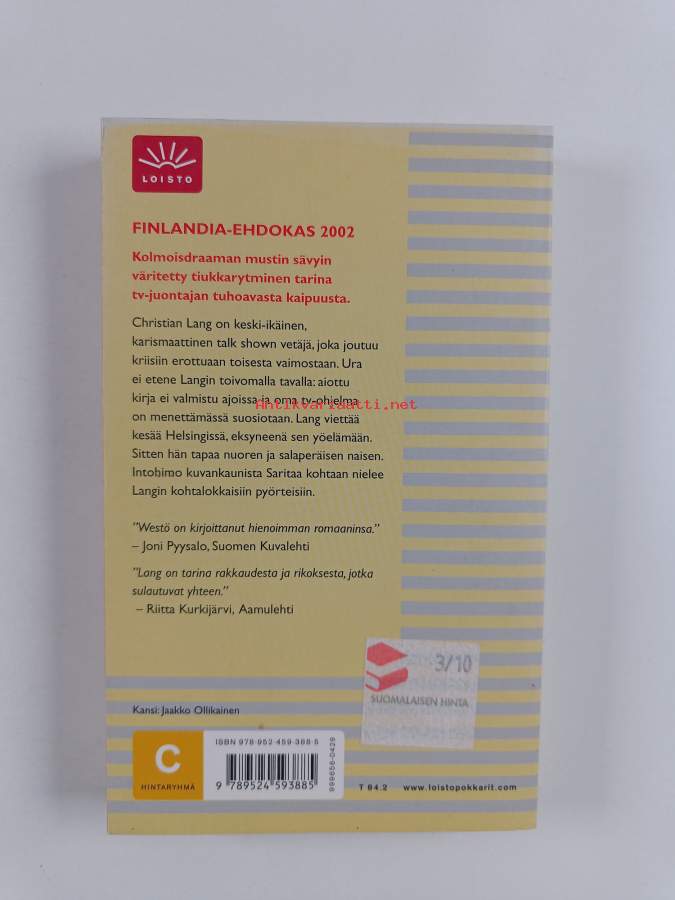 LOISTO
FINLANDIA-EHDOKAS 2002
Kolmoisdraaman mustin sävyin
väritetty tiukkarytminen tarina
tv-juontajan tuhoavasta kaipuusta.
Christian Lang on keski-ikäinen,
karismaattinen talk shown vetäjä, joka joutuu
kriisiin erottuaan toisesta vaimostaan. Ura
ei etene Langin toivomalla tavalla: aiottu
kirja ei valmistu ajoissa ja oma tv-ohjelma
Antikvariaatti.net
on menettämässä suosiotaan. Lang viettää
kesää Helsingissä, eksyneenä sen yöelämään.
Sitten hän tapaa nuoren ja salaperäisen naisen.
Intohimo kuvankaunista Saritaa kohtaan nielee
Langin kohtalokkaisiin pyörteisiin.
"Westö on kirjoittanut hienoimman romaaninsa."
– Joni Pyysalo, Suomen Kuvalehti
"Lang on tarina rakkaudesta ja rikoksesta, jotka
sulautuvat yhteen."
– Riitta Kurkijärvi, Aamulehti
3/10
SUOMALAISEN HINTA
Kansi: Jaakko Ollikainen
C
HINTARYHMÄ
ISBN 978-952-459-388-5
9 789524 593885
999656-0429
T 84.2 www.loistopokkarit.com